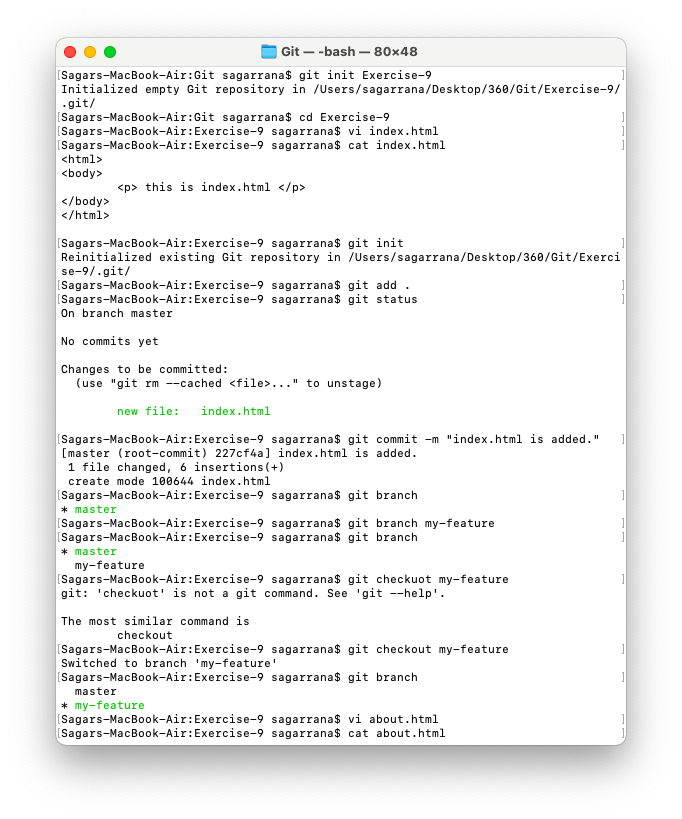 Git — -bash — 80×48
[Sagars-MacBook-Air:Git sagarrana$ git init Exercise-9 ]
Initialized empty Git repository in /Users/sagarrana/Desktop/360/Git/Exercise-9/
.git/
[Sagars-MacBook-Air:Git sagarrana$ cd Exercise-9 ]
[Sagars-MacBook-Air:Exercise-9 sagarrana$ vi index.html ]
[Sagars-MacBook-Air:Exercise-9 sagarrana$ cat index.html ]
<html>
<body>
        <p> this is index.html </p>
</body>
</html>

[Sagars-MacBook-Air:Exercise-9 sagarrana$ git init ]
Reinitialized existing Git repository in /Users/sagarrana/Desktop/360/Git/Exerci
se-9/.git/
[Sagars-MacBook-Air:Exercise-9 sagarrana$ git add . ]
[Sagars-MacBook-Air:Exercise-9 sagarrana$ git status ]
On branch master

No commits yet

Changes to be committed:
  (use "git rm --cached <file>..." to unstage)

        new file:   index.html

[Sagars-MacBook-Air:Exercise-9 sagarrana$ git commit -m "index.html is added." ]
[master (root-commit) 227cf4a] index.html is added.
 1 file changed, 6 insertions(+)
 create mode 100644 index.html
[Sagars-MacBook-Air:Exercise-9 sagarrana$ git branch ]
* master
[Sagars-MacBook-Air:Exercise-9 sagarrana$ git branch my-feature ]
[Sagars-MacBook-Air:Exercise-9 sagarrana$ git branch ]
* master
  my-feature
[Sagars-MacBook-Air:Exercise-9 sagarrana$ git checkuot my-feature ]
git: 'checkuot' is not a git command. See 'git --help'.

The most similar command is
        checkout
[Sagars-MacBook-Air:Exercise-9 sagarrana$ git checkout my-feature ]
Switched to branch 'my-feature'
[Sagars-MacBook-Air:Exercise-9 sagarrana$ git branch ]
  master
* my-feature
[Sagars-MacBook-Air:Exercise-9 sagarrana$ vi about.html ]
[Sagars-MacBook-Air:Exercise-9 sagarrana$ cat about.html ]